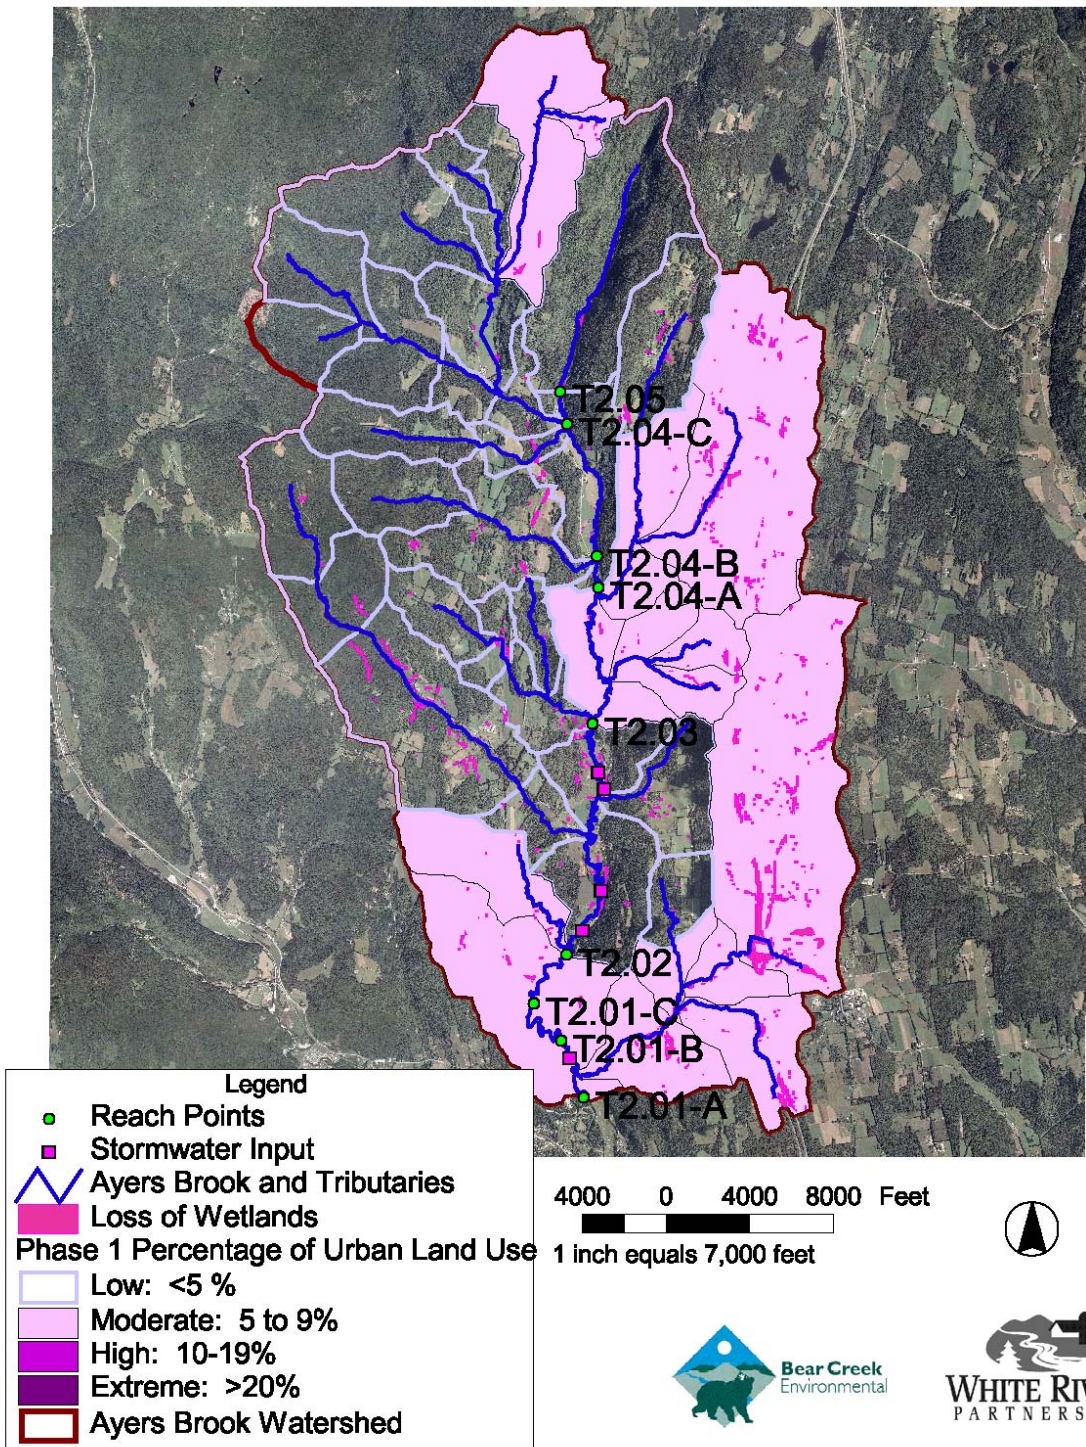 T2.05
T2.04-C
T2.04-B
T2.04-A
T2.03
T2.02
T2.01-C
T2.01-B
T2.01-A
Legend
Reach Points
Stormwater Input
Ayers Brook and Tributaries
Loss of Wetlands
Phase 1 Percentage of Urban Land Use
Low: <5 %
Moderate: 5 to 9%
High: 10-19%
Extreme: >20%
Ayers Brook Watershed
4000 0 4000 8000 Feet
1 inch equals 7,000 feet
Bear Creek
Environmental
WHITE RIV
PARTNERS